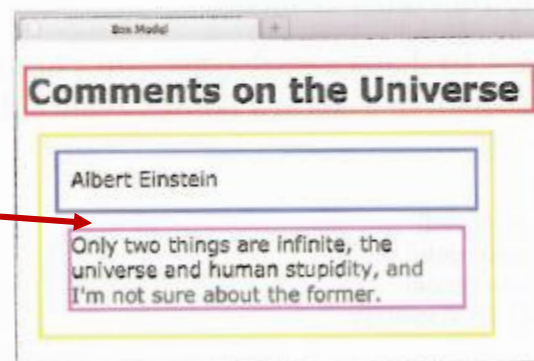 Box Model
Comments on the Universe
Albert Einstein
Only two things are infinite, the
universe and human stupidity, and
I'm not sure about the former.